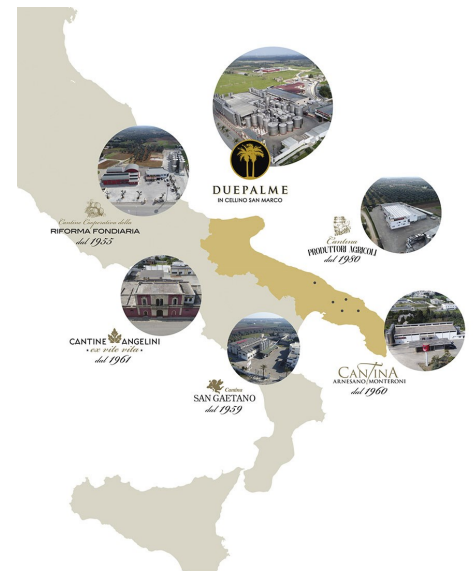 DUEPALME
IN CELLINO SAN MARCO
Cantina Cooperativa della
RIFORMA FONDIARIA
dal 1955
Cantina
PRODUTTORI AGRICOLI
dal 1980
CANTINE ANGELINI
• ex vite vita •
dal 1961
Cantina
SAN GAETANO
dal 1959
CANTINA
ARNESANO/MONTERONI
dal 1960